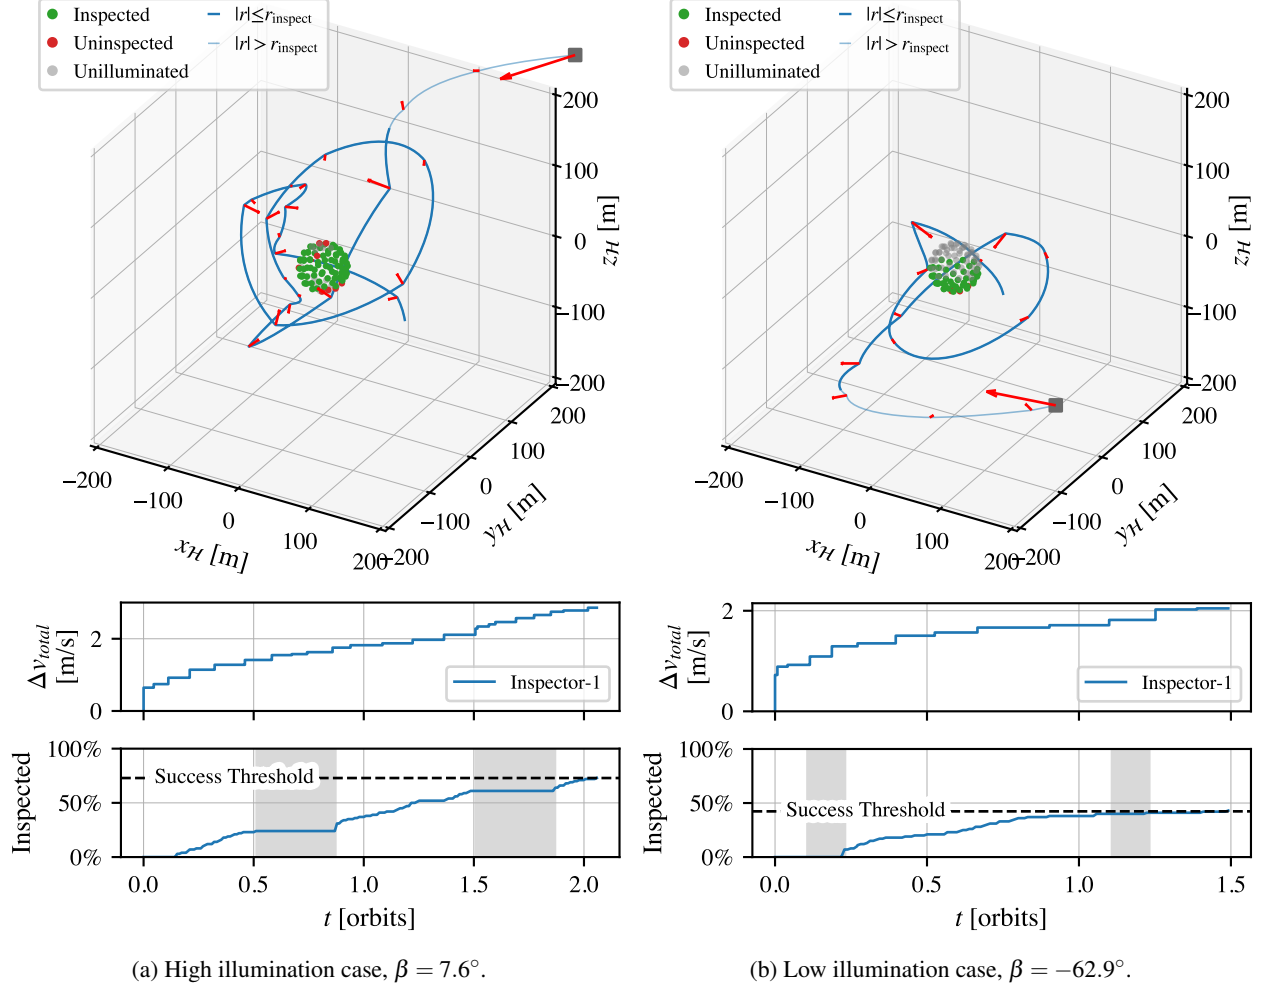 Inspected
Uninspected
Unilluminated
|r|≤r_inspect
|r|>r_inspect
200
100
0
−100
−200
z_ℋ [m]
−200
−100
0
100
200
x_ℋ [m]
−200
−100
0
100
200
y_ℋ [m]
Inspected
Uninspected
Unilluminated
|r|≤r_inspect
|r|>r_inspect
200
100
0
−100
−200
z_ℋ [m]
−200
−100
0
100
200
x_ℋ [m]
−200
−100
0
100
200
y_ℋ [m]
Δv_total
[m/s]
2
0
Inspector-1
Δv_total
[m/s]
2
0
Inspector-1
Inspected
100%
50%
0%
Success Threshold
0.0 0.5 1.0 1.5 2.0
t [orbits]
Inspected
100%
50%
0%
Success Threshold
0.0 0.5 1.0 1.5
t [orbits]
(a) High illumination case, β = 7.6°.
(b) Low illumination case, β = −62.9°.